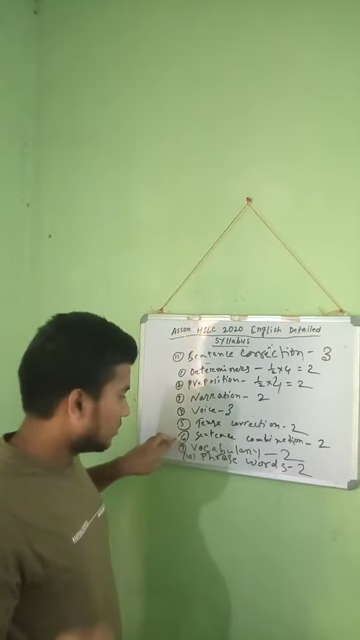 Assam HSLC 2020 English Detailed
Syllabus
(11) Sentence correction - 3
① Determiners - ½ x 4 = 2
② Preposition - ½ x 4 = 2
③ Narration - 2
④ Voice - 3
⑤ Tense correction - 2
⑥ Sentence combination - 2
⑨ Vocabulary - 2
(10) Phrase words - 2